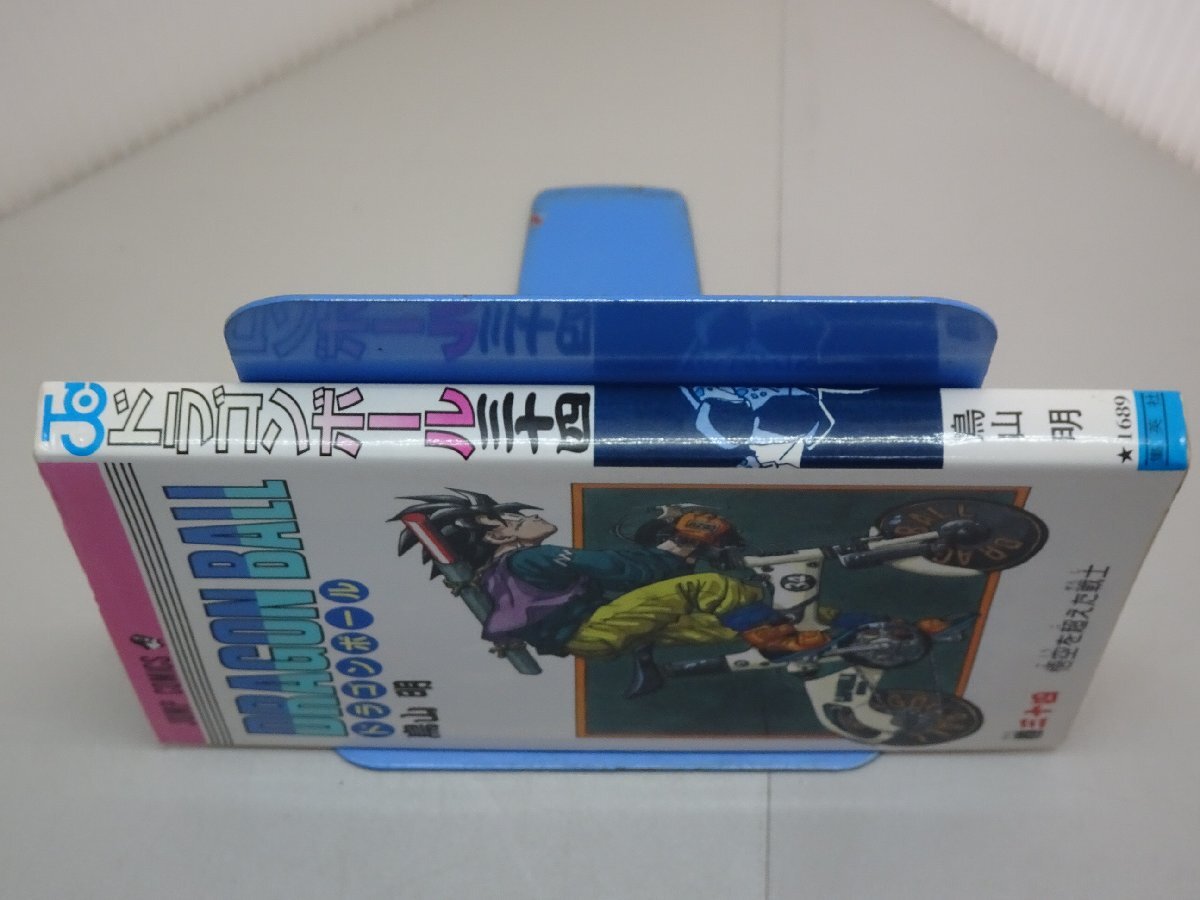 JC
ドラゴンボール 三十四
鳥山 明
★1689
集英社
JUMP COMICS
DRAGON BALL
ドラゴンボール
鳥山 明
巻三十四
悟空を超えた戦士
34